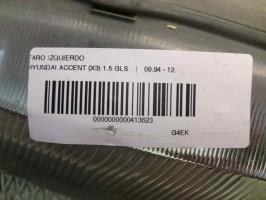 FARO IZQUIERDO
HYUNDAI ACCENT (X3) 1.5 GLS | 09.94 - 12.
0000000000413623
G4EK